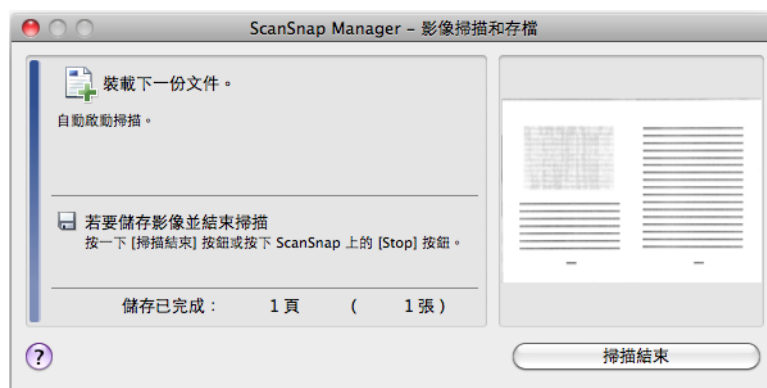 ScanSnap Manager – 影像掃描和存檔
裝載下一份文件。
自動啟動掃描。
若要儲存影像並結束掃描
按一下 [掃描結束] 按鈕或按下 ScanSnap 上的 [Stop] 按鈕。
儲存已完成： 1 頁 ( 1 張 )
?
掃描結束